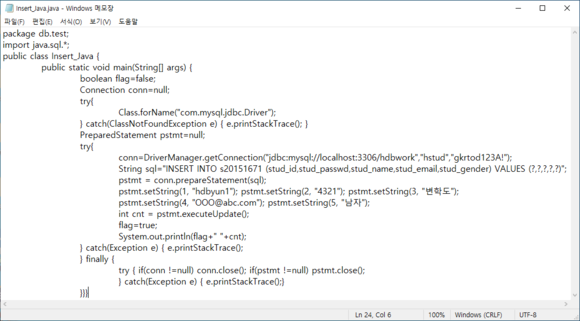 Insert_Java.java - Windows 메모장
파일(F) 편집(E) 서식(O) 보기(V) 도움말
package db.test;
import java.sql.*;
public class Insert_Java {
public static void main(String[] args) {
boolean flag=false;
Connection conn=null;
try{
Class.forName("com.mysql.jdbc.Driver");
} catch(ClassNotFoundException e) { e.printStackTrace(); }
PreparedStatement pstmt=null;
try{
conn=DriverManager.getConnection("jdbc:mysql://localhost:3306/hdbwork","hstud","gkrtod123A!");
String sql="INSERT INTO s20151671 (stud_id,stud_passwd,stud_name,stud_email,stud_gender) VALUES (?,?,?,?,?)";
pstmt = conn.prepareStatement(sql);
pstmt.setString(1, "hdbyun1"); pstmt.setString(2, "4321"); pstmt.setString(3, "변학도");
pstmt.setString(4, "OOO@abc.com"); pstmt.setString(5, "남자");
int cnt = pstmt.executeUpdate();
flag=true;
System.out.println(flag+" "+cnt);
} catch(Exception e) { e.printStackTrace();
} finally {
try { if(conn !=null) conn.close(); if(pstmt !=null) pstmt.close();
} catch(Exception e) { e.printStackTrace();}
}}}
Ln 24, Col 6 100% Windows (CRLF) UTF-8